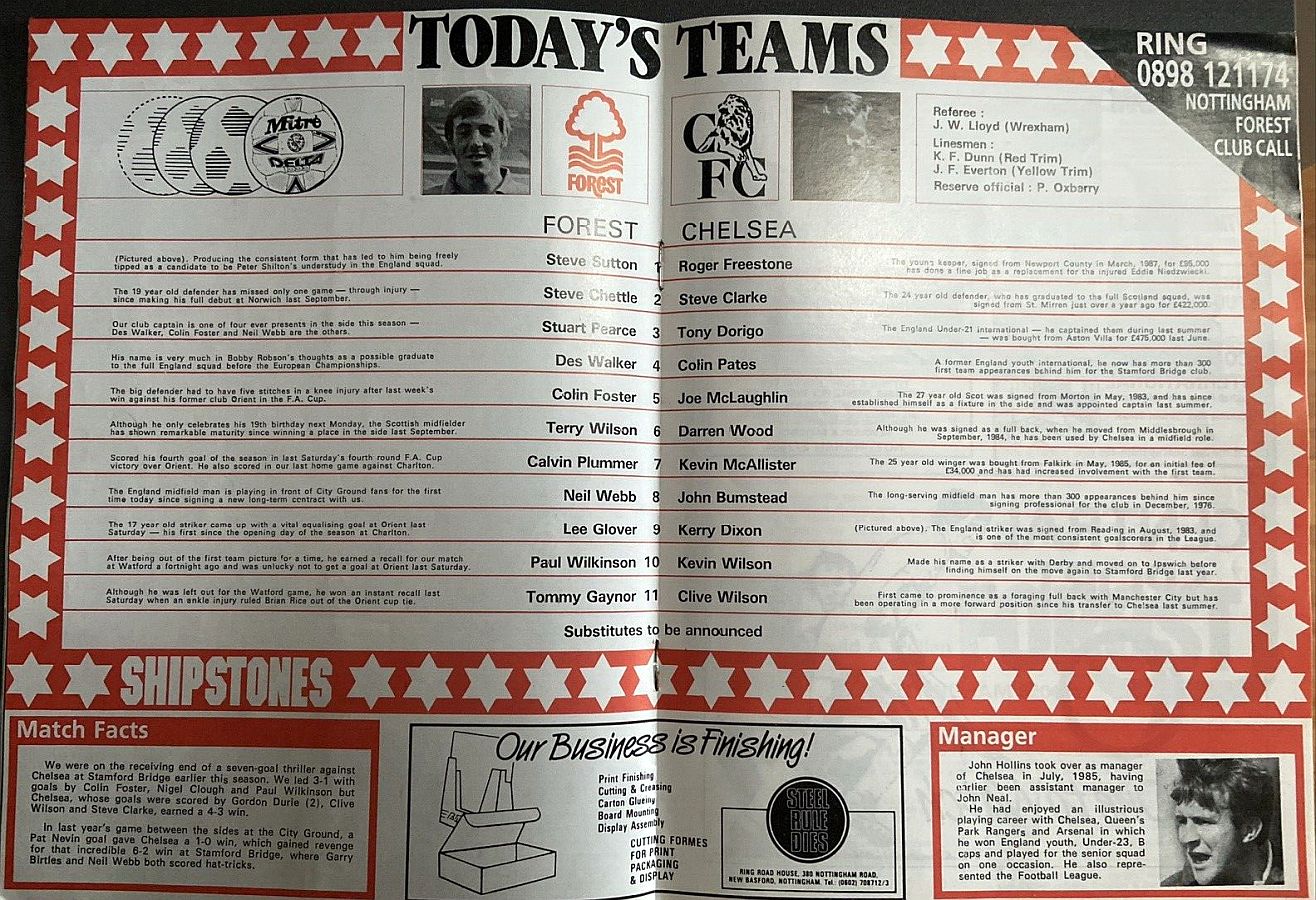 TODAY'S TEAMS
RING
0898 121174
NOTTINGHAM
FOREST
CLUB CALL
Mitre
DELTA
FOREST
C
FC
Referee :
J. W. Lloyd (Wrexham)
Linesmen :
K. F. Dunn (Red Trim)
J. F. Everton (Yellow Trim)
Reserve official : P. Oxberry
FOREST
CHELSEA
(Pictured above). Producing the consistent form that has led to him being freely
tipped as a candidate to be Peter Shilton's understudy in the England squad.
Steve Sutton 1 Roger Freestone
The young keeper, signed from Newport County in March, 1987, for £95,000
has done a fine job as a replacement for the injured Eddie Niedzwiecki.
The 19 year old defender has missed only one game — through injury —
since making his full debut at Norwich last September.
Steve Chettle 2 Steve Clarke
The 24 year old defender, who has graduated to the full Scotland squad, was
signed from St. Mirren just over a year ago for £422,000.
Our club captain is one of four ever presents in the side this season —
Des Walker, Colin Foster and Neil Webb are the others.
Stuart Pearce 3 Tony Dorigo
The England Under-21 international — he captained them during last summer
— was bought from Aston Villa for £475,000 last June.
His name is very much in Bobby Robson's thoughts as a possible graduate
to the full England squad before the European Championships.
Des Walker 4 Colin Pates
A former England youth international, he now has more than 300
first team appearances behind him for the Stamford Bridge club.
The big defender had to have five stitches in a knee injury after last week's
win against his former club Orient in the F.A. Cup.
Colin Foster 5 Joe McLaughlin
The 27 year old Scot was signed from Morton in May, 1983, and has since
established himself as a fixture in the side and was appointed captain last summer.
Although he only celebrates his 19th birthday next Monday, the Scottish midfielder
has shown remarkable maturity since winning a place in the side last September.
Terry Wilson 6 Darren Wood
Although he was signed as a full back, when he moved from Middlesbrough in
September, 1984, he has been used by Chelsea in a midfield role.
Scored his fourth goal of the season in last Saturday's fourth round F.A. Cup
victory over Orient. He also scored in our last home game against Charlton.
Calvin Plummer 7 Kevin McAllister
The 25 year old winger was bought from Falkirk in May, 1985, for an initial fee of
£34,000 and has had increased involvement with the first team.
The England midfield man is playing in front of City Ground fans for the first
time today since signing a new long-term contract with us.
Neil Webb 8 John Bumstead
The long-serving midfield man has more than 300 appearances behind him since
signing professional for the club in December, 1976.
The 17 year old striker came up with a vital equalising goal at Orient last
Saturday — his first since the opening day of the season at Charlton.
Lee Glover 9 Kerry Dixon
(Pictured above). The England striker was signed from Reading in August, 1983, and
is one of the most consistent goalscorers in the League.
After being out of the first team picture for a time, he earned a recall for our match
at Watford a fortnight ago and was unlucky not to get a goal at Orient last Saturday.
Paul Wilkinson 10 Kevin Wilson
Made his name as a striker with Derby and moved on to Ipswich before
finding himself on the move again to Stamford Bridge last year.
Although he was left out for the Watford game, he won an instant recall last
Saturday when an ankle injury ruled Brian Rice out of the Orient cup tie.
Tommy Gaynor 11 Clive Wilson
First came to prominence as a foraging full back with Manchester City but has
been operating in a more forward position since his transfer to Chelsea last summer.
Substitutes to be announced
SHIPSTONES
Match Facts
We were on the receiving end of a seven-goal thriller against
Chelsea at Stamford Bridge earlier this season. We led 3-1 with
goals by Colin Foster, Nigel Clough and Paul Wilkinson but
Chelsea, whose goals were scored by Gordon Durie (2), Clive
Wilson and Steve Clarke, earned a 4-3 win.
In last year's game between the sides at the City Ground, a
Pat Nevin goal gave Chelsea a 1-0 win, which gained revenge
for that incredible 6-2 win at Stamford Bridge, where Garry
Birtles and Neil Webb both scored hat-tricks.
Our Business is Finishing!
Print Finishing
Cutting & Creasing
Carton Glueing
Board Mounting
Display Assembly
CUTTING FORMES
FOR PRINT
PACKAGING
& DISPLAY
STEEL
RULE
DIES
RING ROAD HOUSE, 380 NOTTINGHAM ROAD,
NEW BASFORD, NOTTINGHAM. Tel.: (0602) 708712/3
Manager
John Hollins took over as manager
of Chelsea in July, 1985, having
earlier been assistant manager to
John Neal.
He had enjoyed an illustrious
playing career with Chelsea, Queen's
Park Rangers and Arsenal in which
he won England youth, Under-23, B
caps and played for the senior squad
on one occasion. He also repre-
sented the Football League.